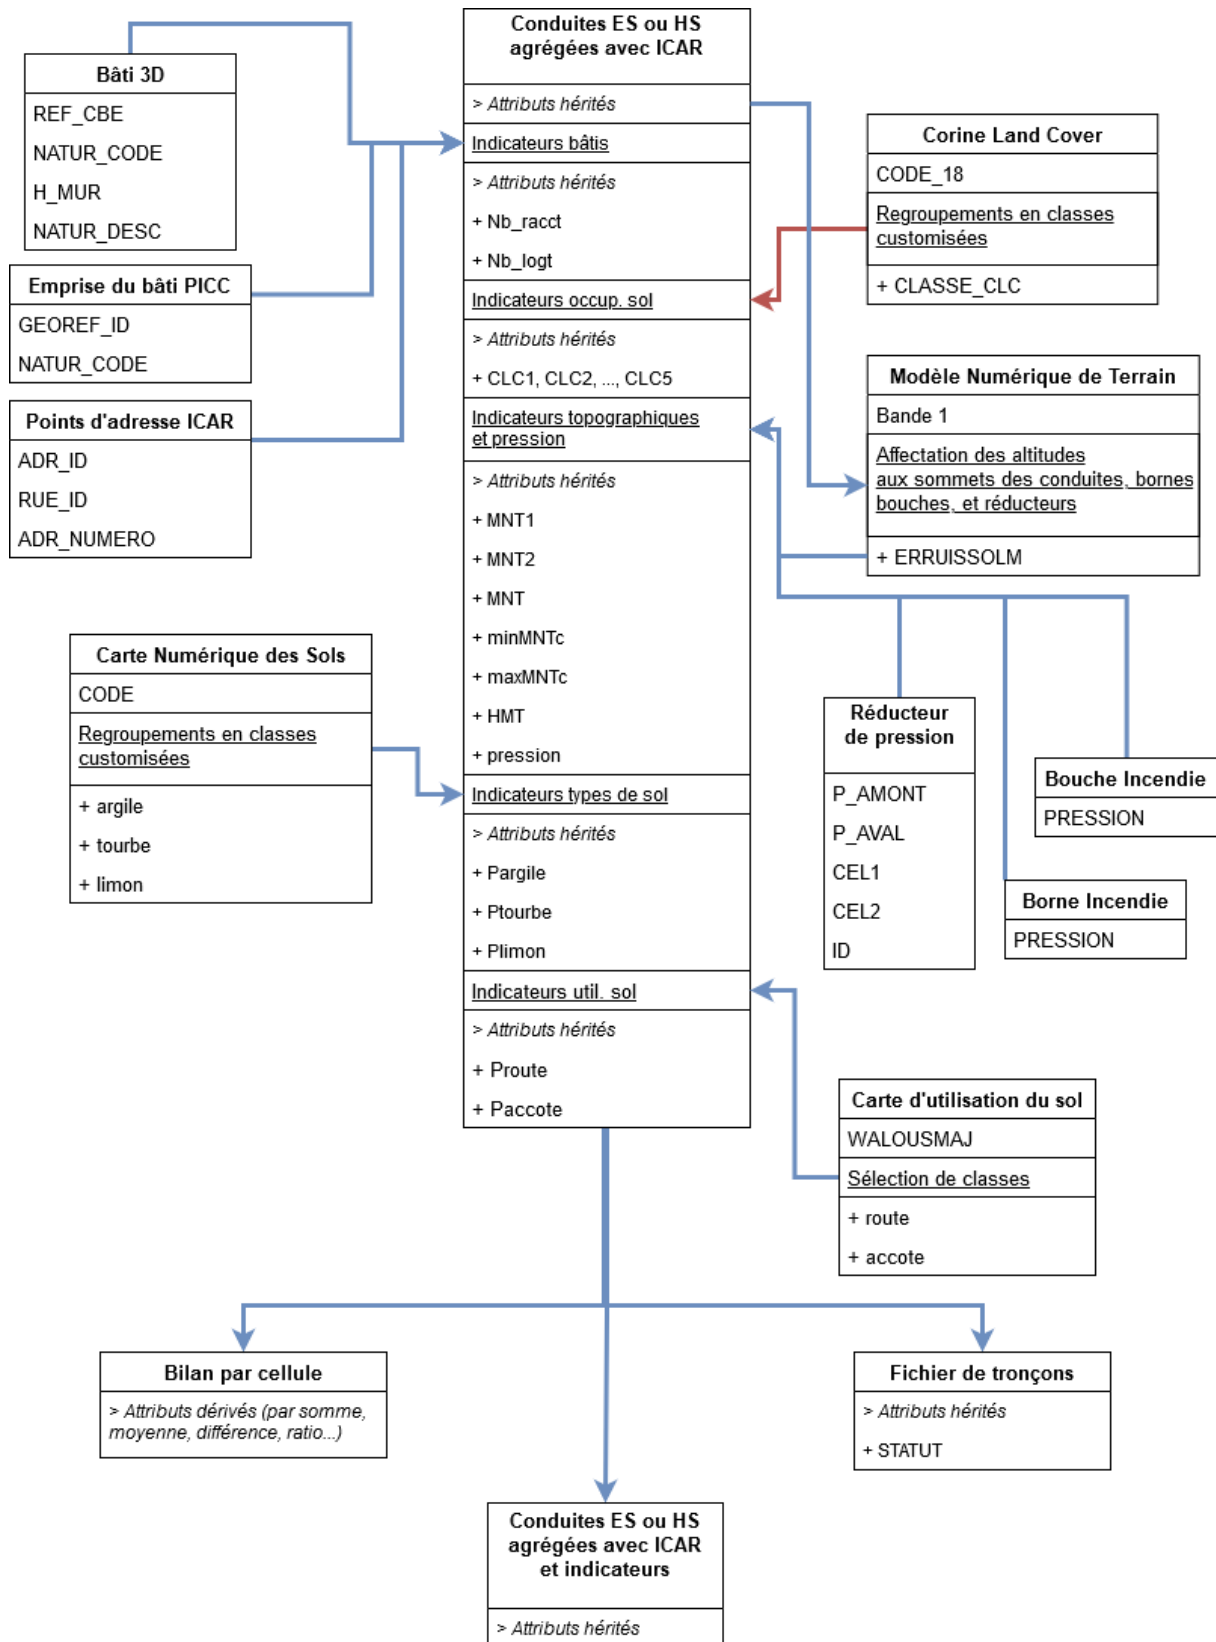 Conduites ES ou HS
agrégées avec ICAR
> Attributs hérités
Indicateurs bâtis
> Attributs hérités
+ Nb_racct
+ Nb_logt
Indicateurs occup. sol
> Attributs hérités
+ CLC1, CLC2, ..., CLC5
Indicateurs topographiques
et pression
> Attributs hérités
+ MNT1
+ MNT2
+ MNT
+ minMNTc
+ maxMNTc
+ HMT
+ pression
Indicateurs types de sol
> Attributs hérités
+ Pargile
+ Ptourbe
+ Plimon
Indicateurs util. sol
> Attributs hérités
+ Proute
+ Paccote
Bâti 3D
REF_CBE
NATUR_CODE
H_MUR
NATUR_DESC
Emprise du bâti PICC
GEOREF_ID
NATUR_CODE
Points d'adresse ICAR
ADR_ID
RUE_ID
ADR_NUMERO
Carte Numérique des Sols
CODE
Regroupements en classes
customisées
+ argile
+ tourbe
+ limon
Corine Land Cover
CODE_18
Regroupements en classes
customisées
+ CLASSE_CLC
Modèle Numérique de Terrain
Bande 1
Affectation des altitudes
aux sommets des conduites, bornes
bouches, et réducteurs
+ ERRUISSOLM
Réducteur
de pression
P_AMONT
P_AVAL
CEL1
CEL2
ID
Bouche Incendie
PRESSION
Borne Incendie
PRESSION
Carte d'utilisation du sol
WALOUSMAJ
Sélection de classes
+ route
+ accote
Bilan par cellule
> Attributs dérivés (par somme,
moyenne, différence, ratio...)
Fichier de tronçons
> Attributs hérités
+ STATUT
Conduites ES ou HS
agrégées avec ICAR
et indicateurs
> Attributs hérités